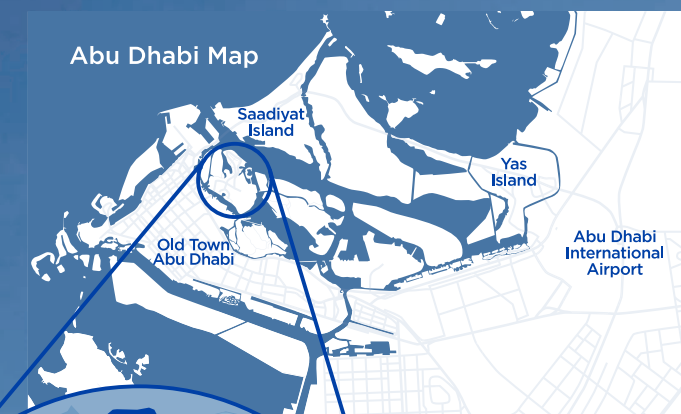 Abu Dhabi Map
Saadiyat
Island
Yas
Island
Old Town
Abu Dhabi
Abu Dhabi
International
Airport